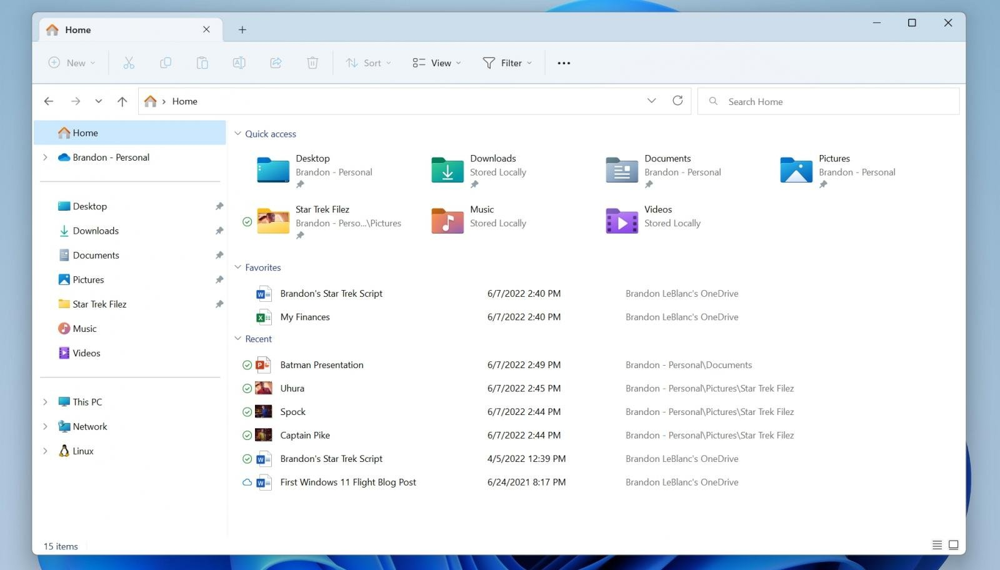 Home
New
Sort
View
Filter
Home
Search Home
Home
Brandon - Personal
Desktop
Downloads
Documents
Pictures
Star Trek Filez
Music
Videos
This PC
Network
Linux
Quick access
Desktop
Brandon - Personal
Downloads
Stored Locally
Documents
Brandon - Personal
Pictures
Brandon - Personal
Star Trek Filez
Brandon - Perso...\Pictures
Music
Stored Locally
Videos
Stored Locally
Favorites
Brandon's Star Trek Script 6/7/2022 2:40 PM Brandon LeBlanc's OneDrive
My Finances 6/7/2022 2:40 PM Brandon LeBlanc's OneDrive
Recent
Batman Presentation 6/7/2022 2:49 PM Brandon - Personal\Documents
Uhura 6/7/2022 2:45 PM Brandon - Personal\Pictures\Star Trek Filez
Spock 6/7/2022 2:44 PM Brandon - Personal\Pictures\Star Trek Filez
Captain Pike 6/7/2022 2:44 PM Brandon - Personal\Pictures\Star Trek Filez
Brandon's Star Trek Script 4/5/2022 12:39 PM Brandon LeBlanc's OneDrive
First Windows 11 Flight Blog Post 6/24/2021 8:17 PM Brandon LeBlanc's OneDrive
15 items